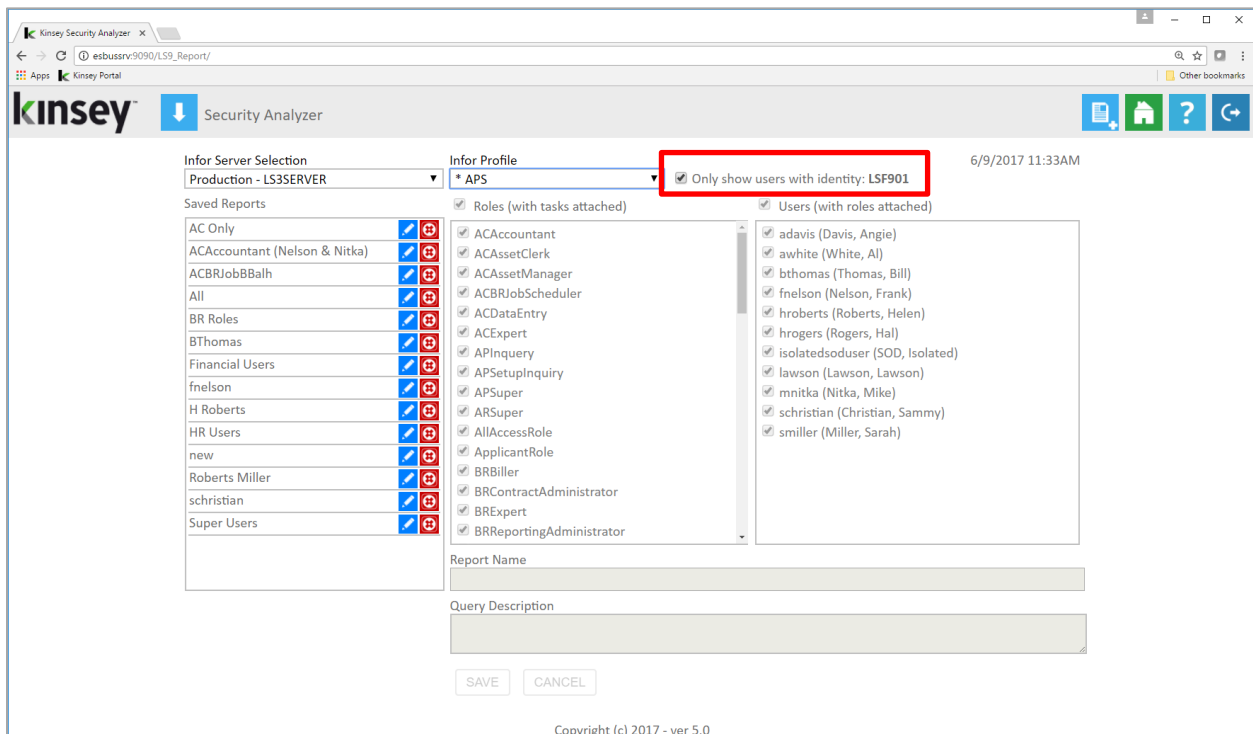 Kinsey Security Analyzer
esbussrv:9090/LS9_Report/
Apps Kinsey Portal Other bookmarks
kinsey Security Analyzer
Infor Server Selection Infor Profile 6/9/2017 11:33AM
Production - LS3SERVER * APS Only show users with identity: LSF901
Saved Reports Roles (with tasks attached) Users (with roles attached)
AC Only
ACAccountant (Nelson & Nitka)
ACBRJobBBalh
All
BR Roles
BThomas
Financial Users
fnelson
H Roberts
HR Users
new
Roberts Miller
schristian
Super Users
ACAccountant
ACAssetClerk
ACAssetManager
ACBRJobScheduler
ACDataEntry
ACExpert
APInquery
APSetupInquiry
APSuper
ARSuper
AllAccessRole
ApplicantRole
BRBiller
BRContractAdministrator
BRExpert
BRReportingAdministrator
adavis (Davis, Angie)
awhite (White, Al)
bthomas (Thomas, Bill)
fnelson (Nelson, Frank)
hroberts (Roberts, Helen)
hrogers (Rogers, Hal)
isolatedsoduser (SOD, Isolated)
lawson (Lawson, Lawson)
mnitka (Nitka, Mike)
schristian (Christian, Sammy)
smiller (Miller, Sarah)
Report Name
Query Description
SAVE CANCEL
Copyright (c) 2017 - ver 5.0